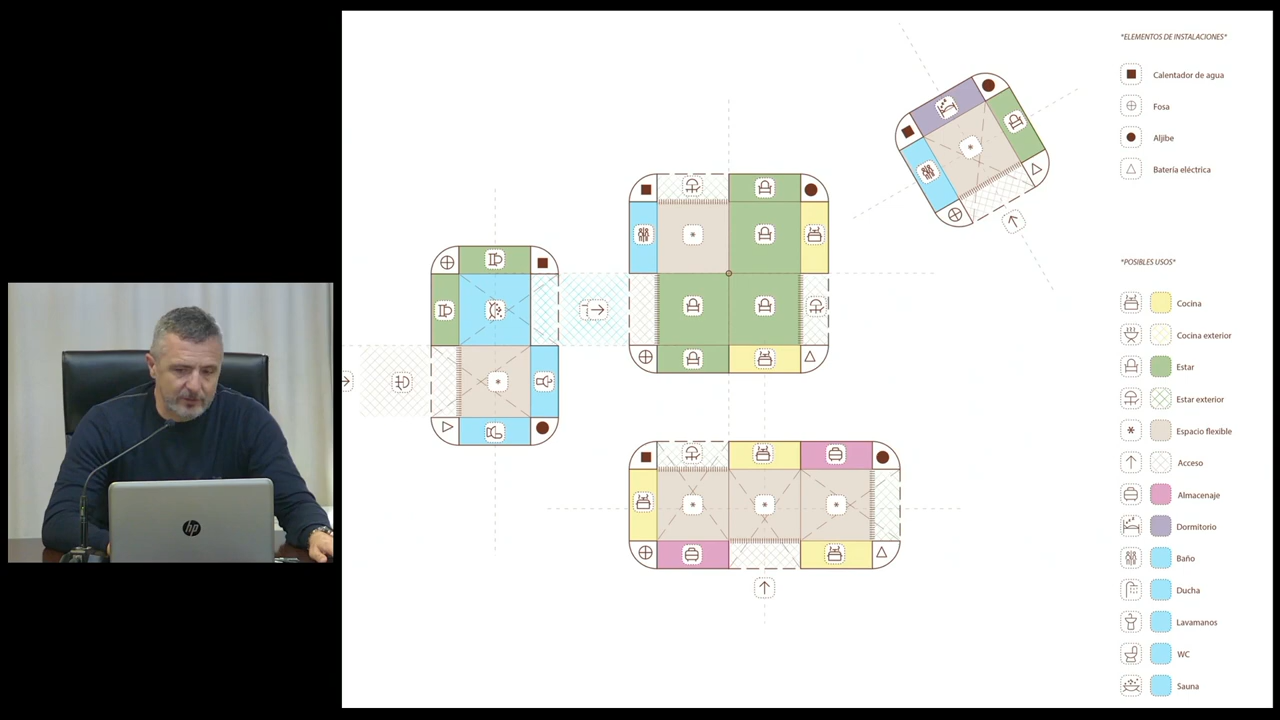 *ELEMENTOS DE INSTALACIONES*
Calentador de agua
Fosa
Aljibe
Batería eléctrica
*POSIBLES USOS*
Cocina
Cocina exterior
Estar
Estar exterior
Espacio flexible
Acceso
Almacenaje
Dormitorio
Baño
Ducha
Lavamanos
WC
Sauna
hp